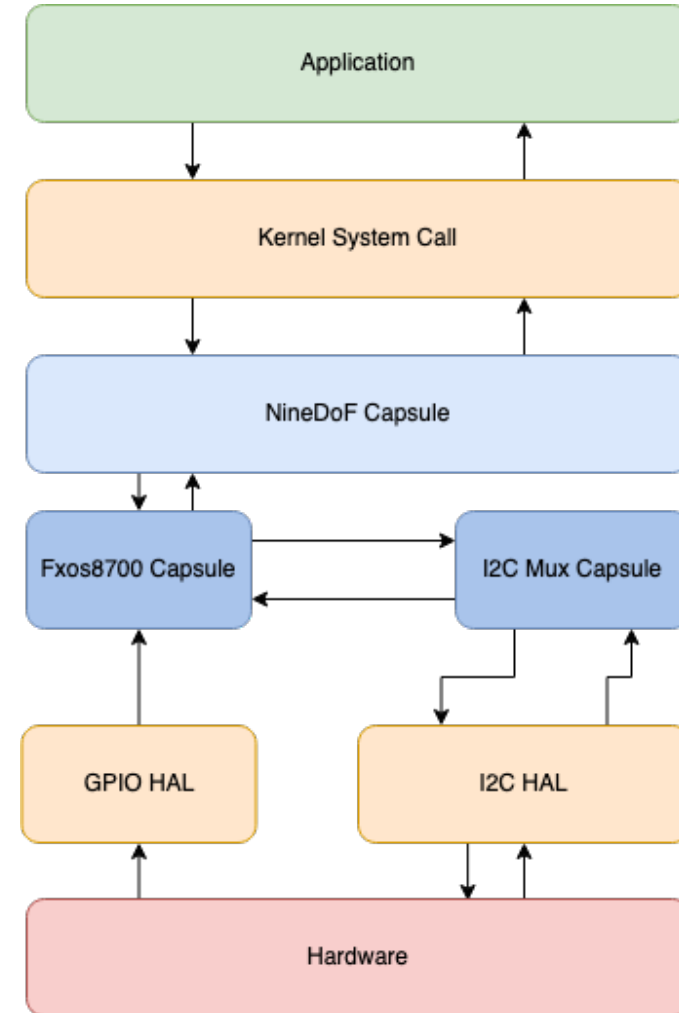 Application
Kernel System Call
NineDoF Capsule
Fxos8700 Capsule
I2C Mux Capsule
GPIO HAL
I2C HAL
Hardware